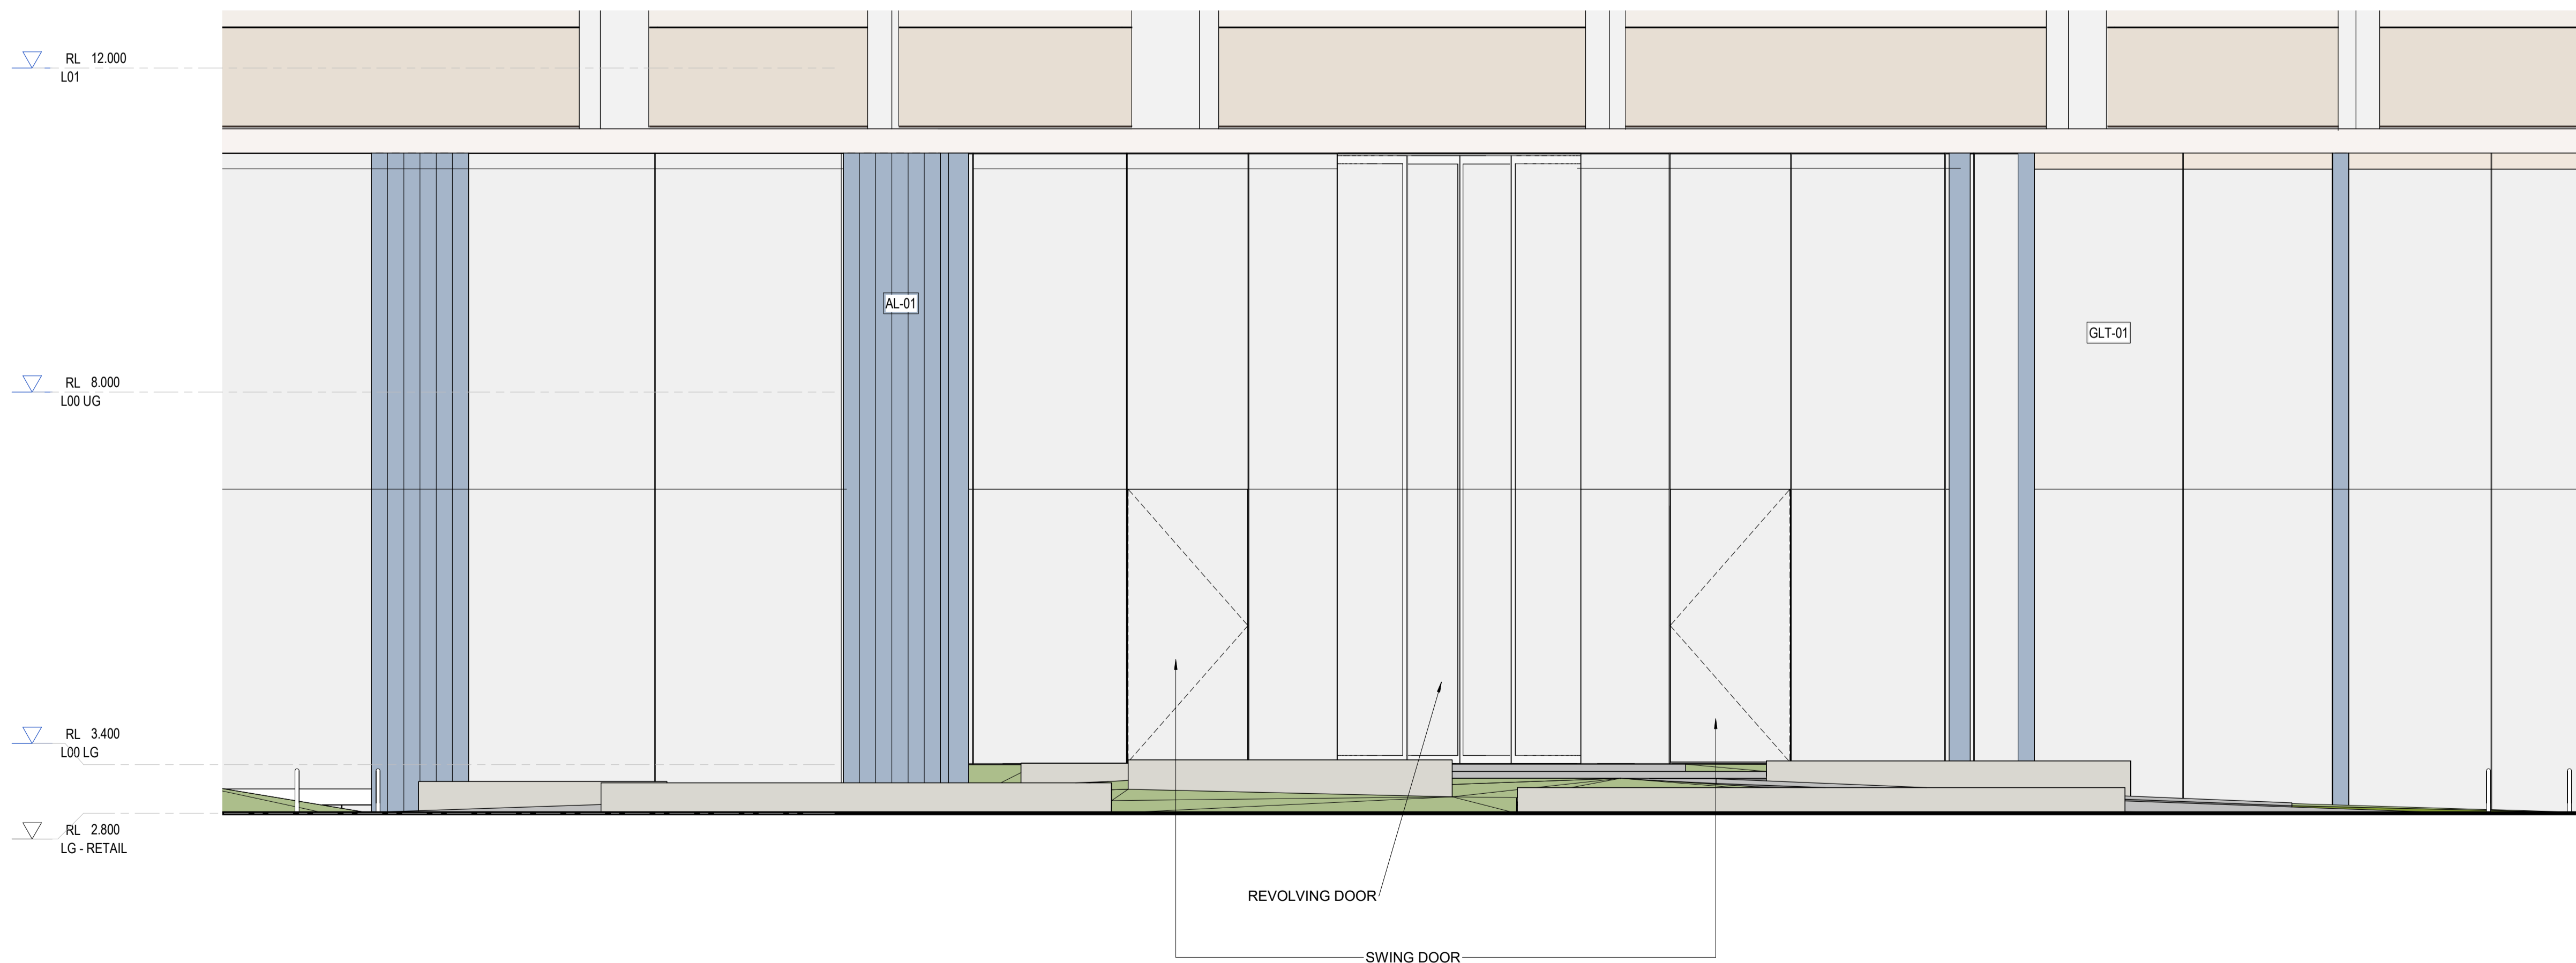 RL 12.000
L01
AL-01
GLT-01
RL 8.000
L00 UG
RL 3.400
L00 LG
RL 2.800
LG - RETAIL
REVOLVING DOOR
SWING DOOR